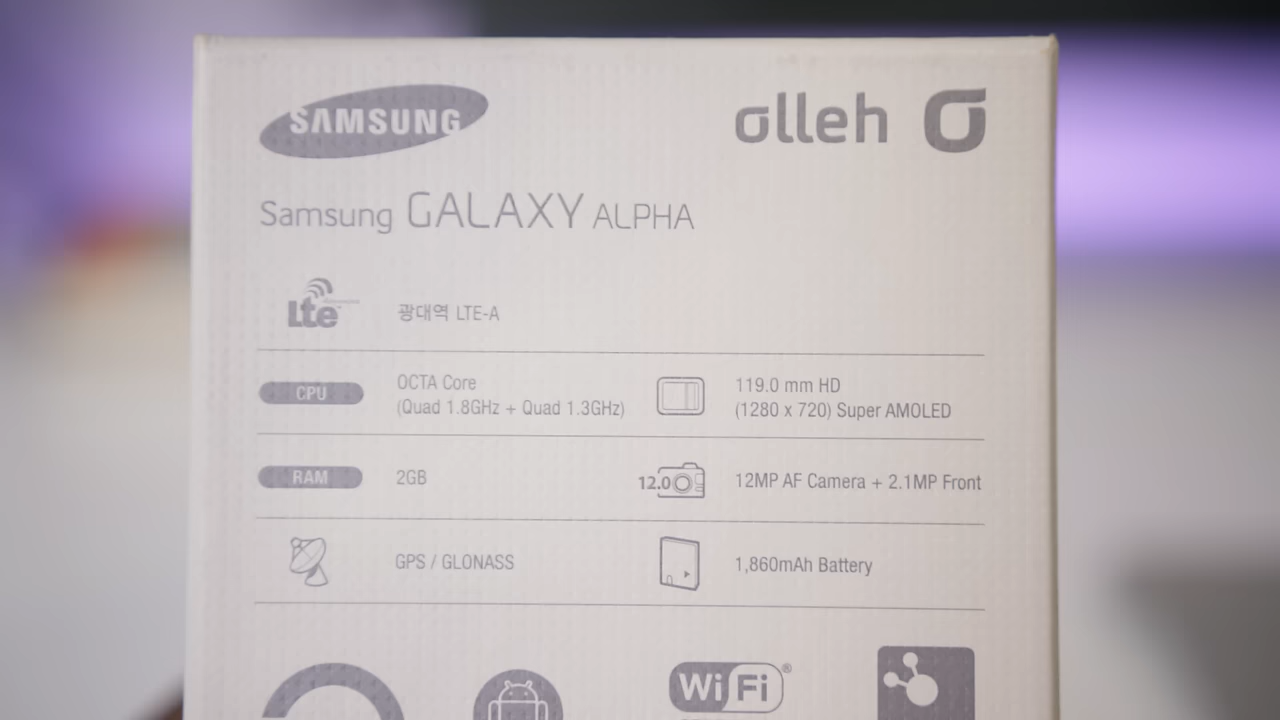 SAMSUNG
olleh
Samsung GALAXY ALPHA
Lte
광대역 LTE-A
CPU
OCTA Core
(Quad 1.8GHz + Quad 1.3GHz)
119.0 mm HD
(1280 x 720) Super AMOLED
RAM
2GB
12.0
12MP AF Camera + 2.1MP Front
GPS / GLONASS
1,860mAh Battery
Wi Fi ®